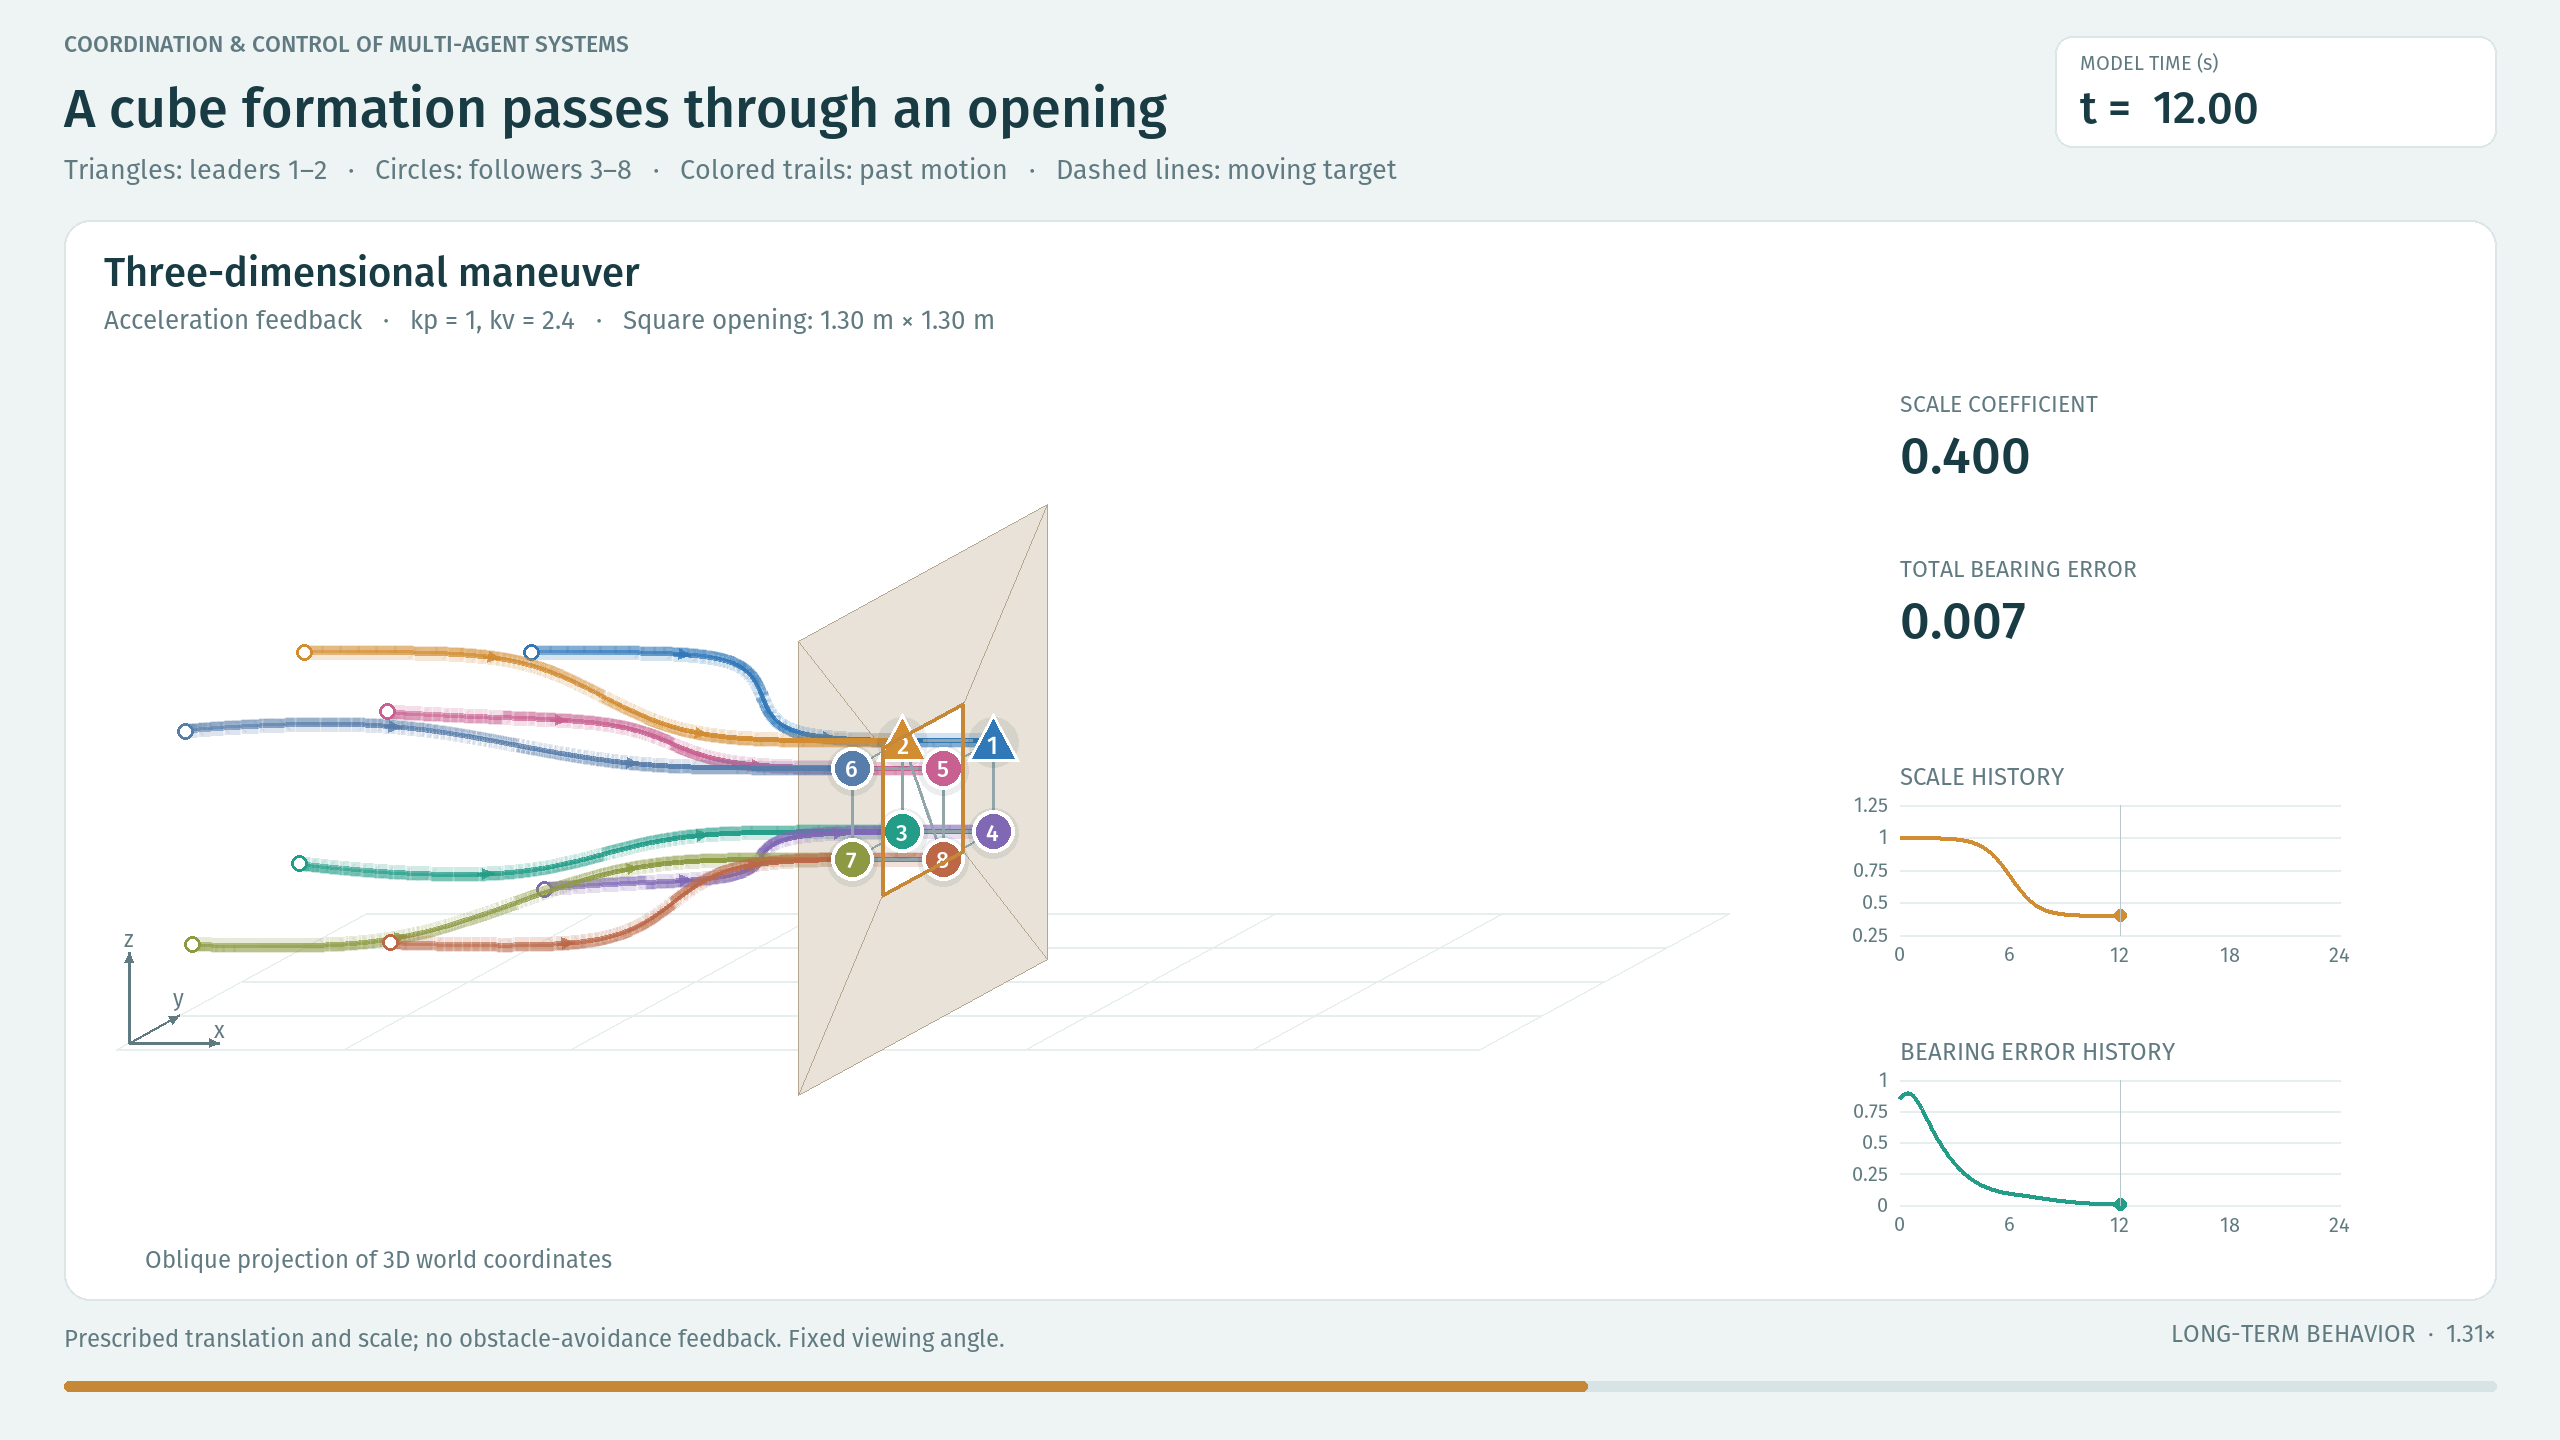 COORDINATION & CONTROL OF MULTI-AGENT SYSTEMS
A cube formation passes through an opening
Triangles: leaders 1–2 · Circles: followers 3–8 · Colored trails: past motion · Dashed lines: moving target
MODEL TIME (s)
t = 12.00
Three-dimensional maneuver
Acceleration feedback · kp = 1, kv = 2.4 · Square opening: 1.30 m × 1.30 m
SCALE COEFFICIENT
0.400
TOTAL BEARING ERROR
0.007
2
1
6
5
3
4
7
8
z
y
x
SCALE HISTORY
1.25
1
0.75
0.5
0.25
0 6 12 18 24
BEARING ERROR HISTORY
1
0.75
0.5
0.25
0
0 6 12 18 24
Oblique projection of 3D world coordinates
Prescribed translation and scale; no obstacle-avoidance feedback. Fixed viewing angle.
LONG-TERM BEHAVIOR · 1.31×